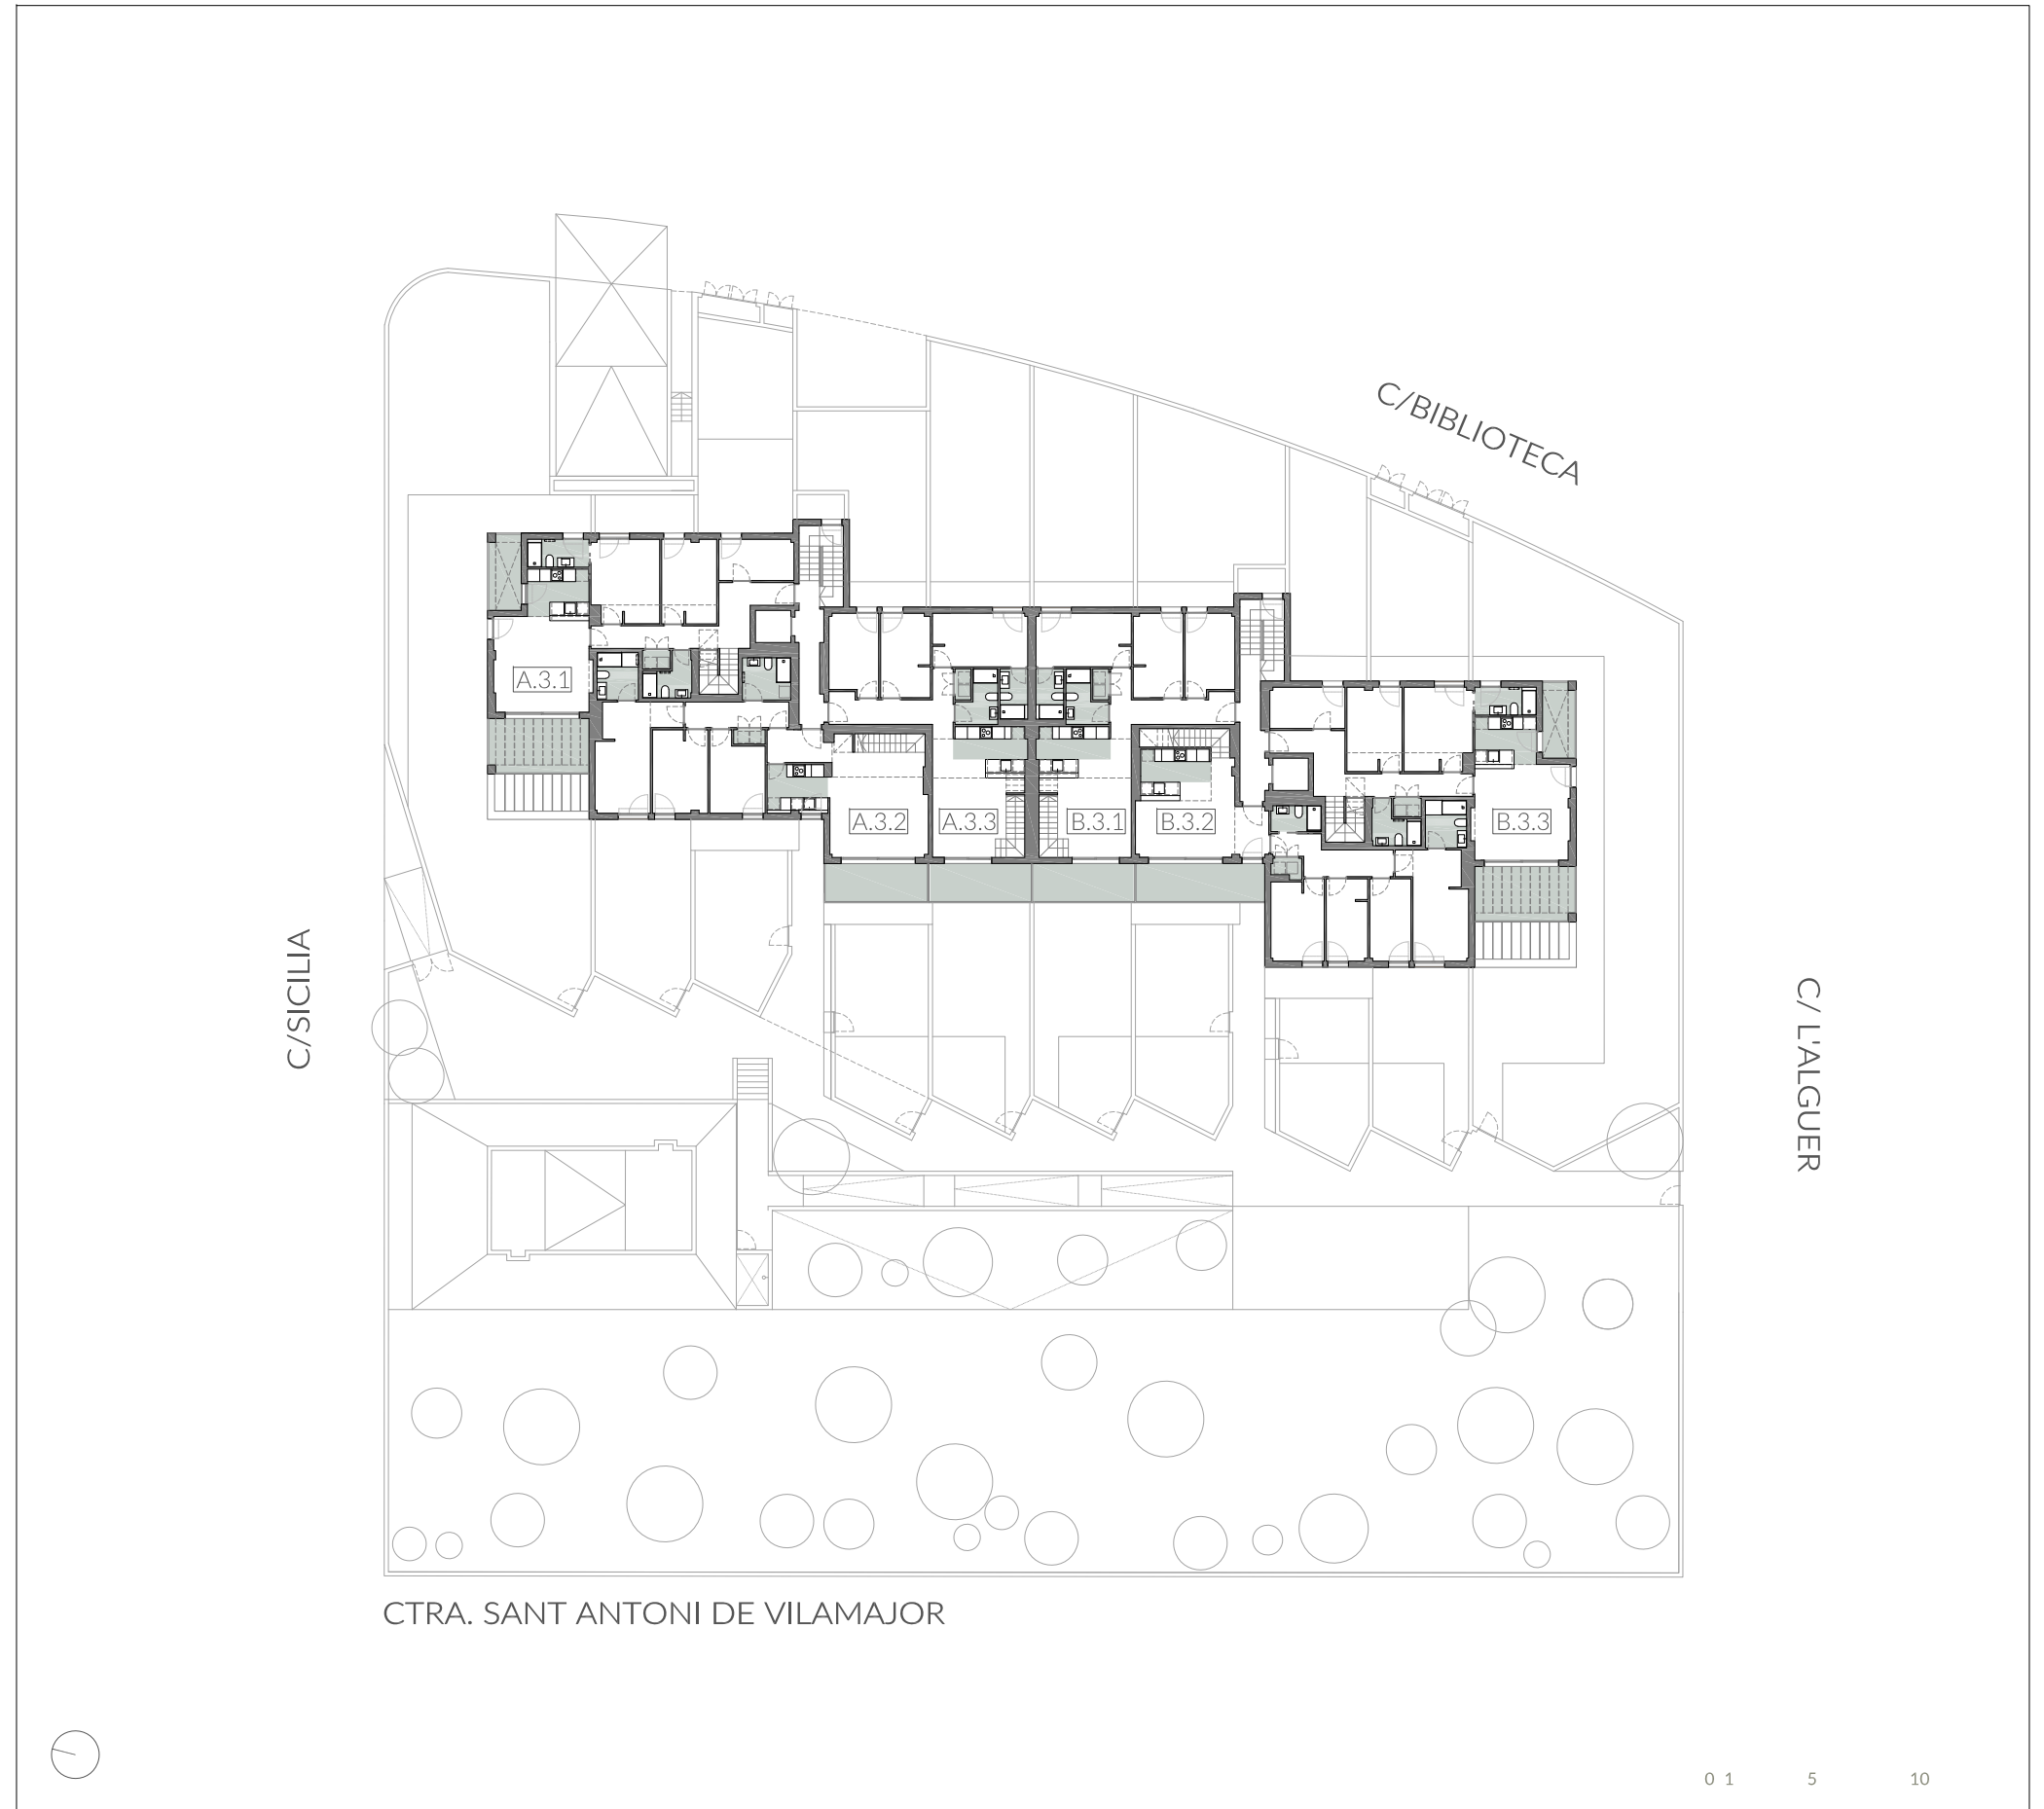 C/BIBLIOTECA
A.3.1
A.3.2
A.3.3
B.3.1
B.3.2
B.3.3
C/SICILIA
C/ L'ALGUER
CTRA. SANT ANTONI DE VILAMAJOR
0 1 5 10